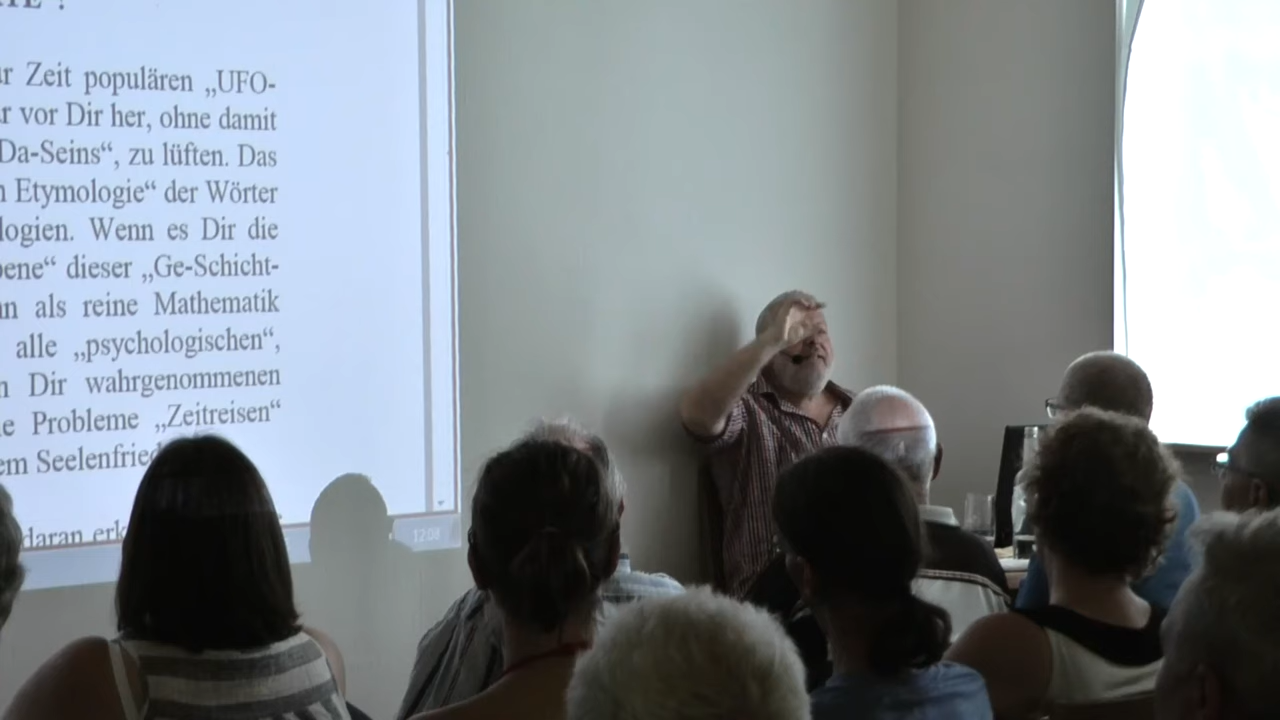 Zeit populären „UFO-
vor Dir her, ohne damit
Da-Seins“, zu lüften. Das
Etymologie“ der Wörter
logien. Wenn es Dir die
dieser „Ge-Schicht-
als reine Mathematik
alle „psychologischen“,
Dir wahrgenommenen
Probleme „Zeitreisen“
Seelenfried
daran erk
12:08